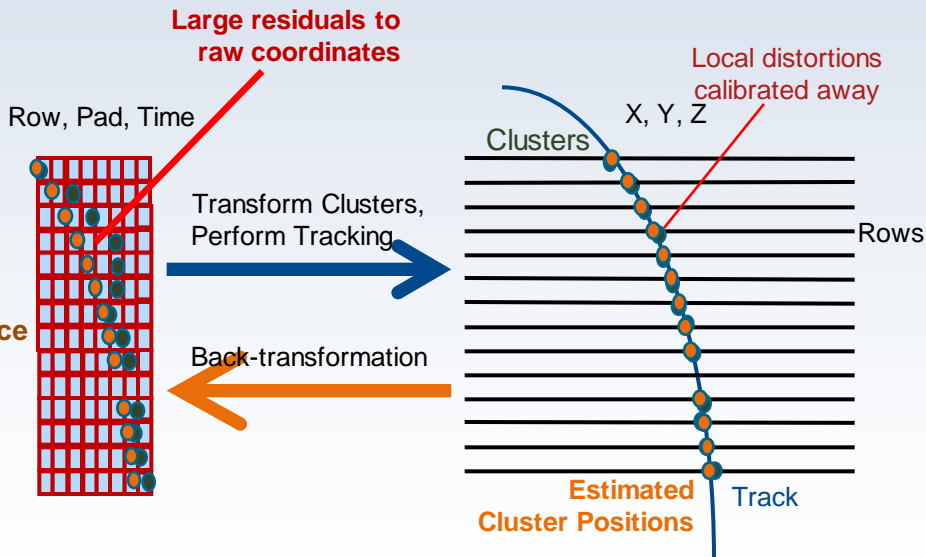 Large residuals to
raw coordinates
Local distortions
calibrated away
Row, Pad, Time
X, Y, Z
Clusters
Transform Clusters,
Perform Tracking
Rows
ce
Back-transformation
Estimated
Cluster Positions
Track